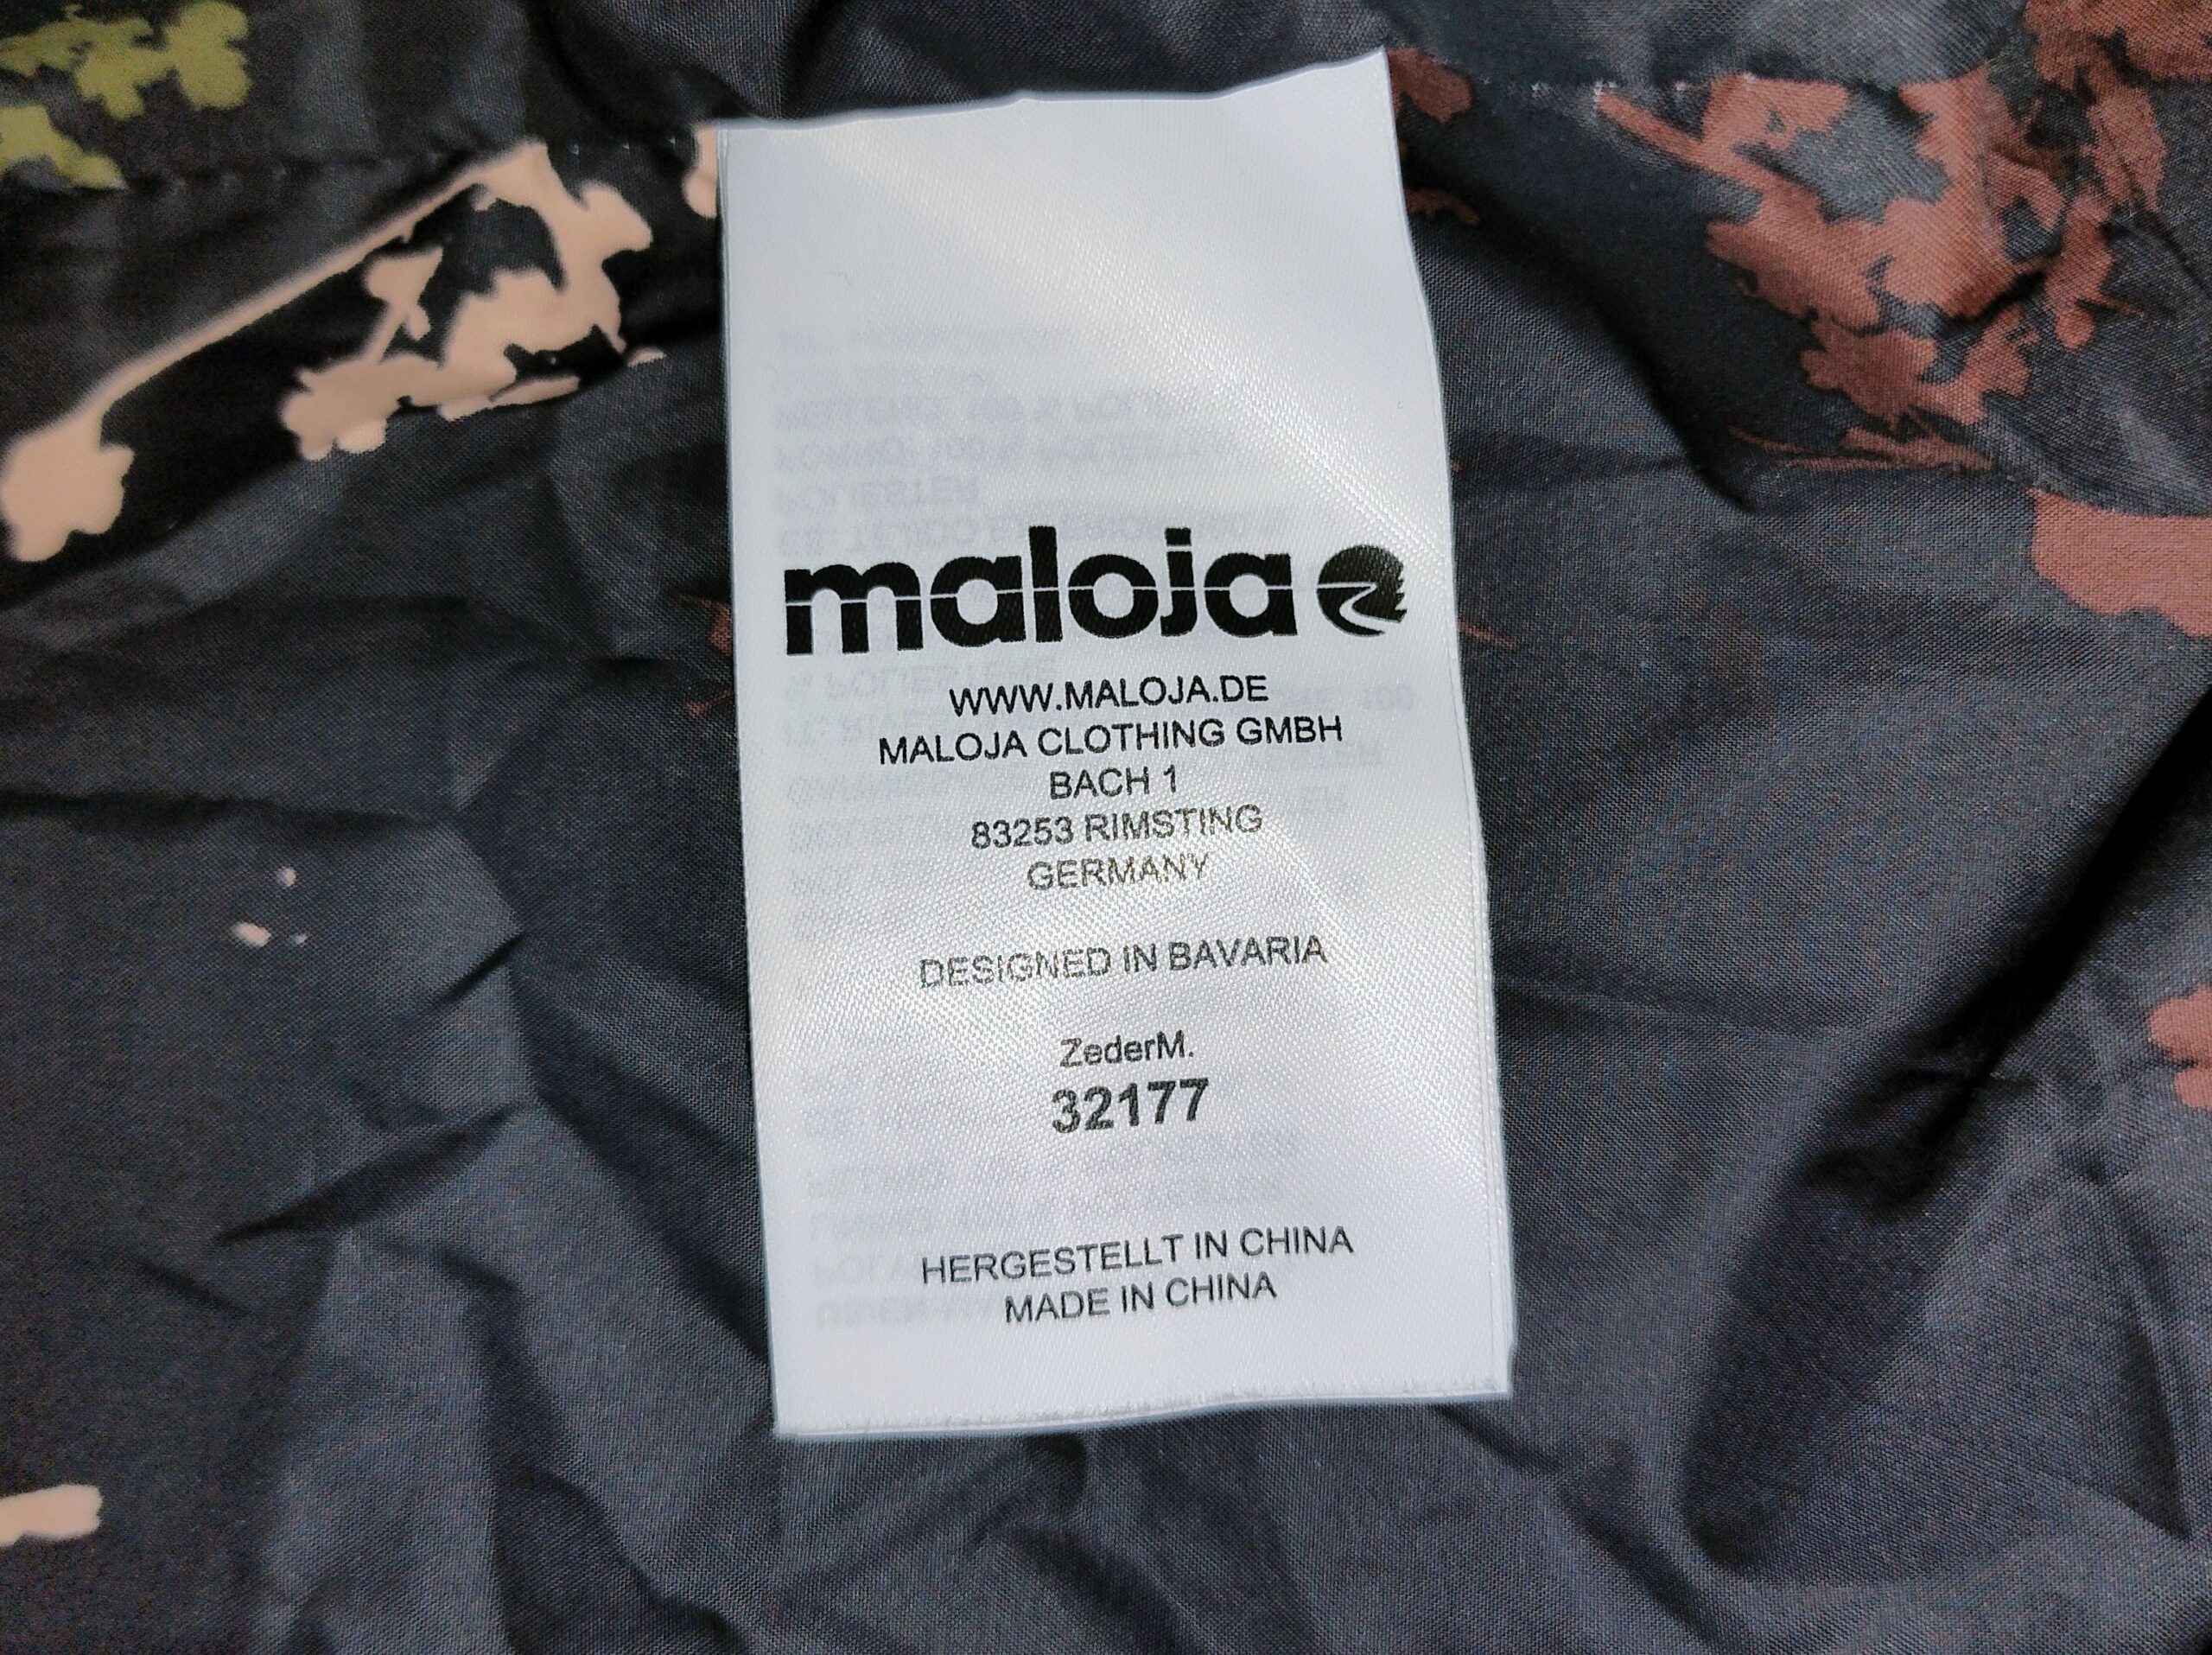 maloja
WWW.MALOJA.DE
MALOJA CLOTHING GMBH
BACH 1
83253 RIMSTING
GERMANY
DESIGNED IN BAVARIA
ZederM.
32177
HERGESTELLT IN CHINA
MADE IN CHINA